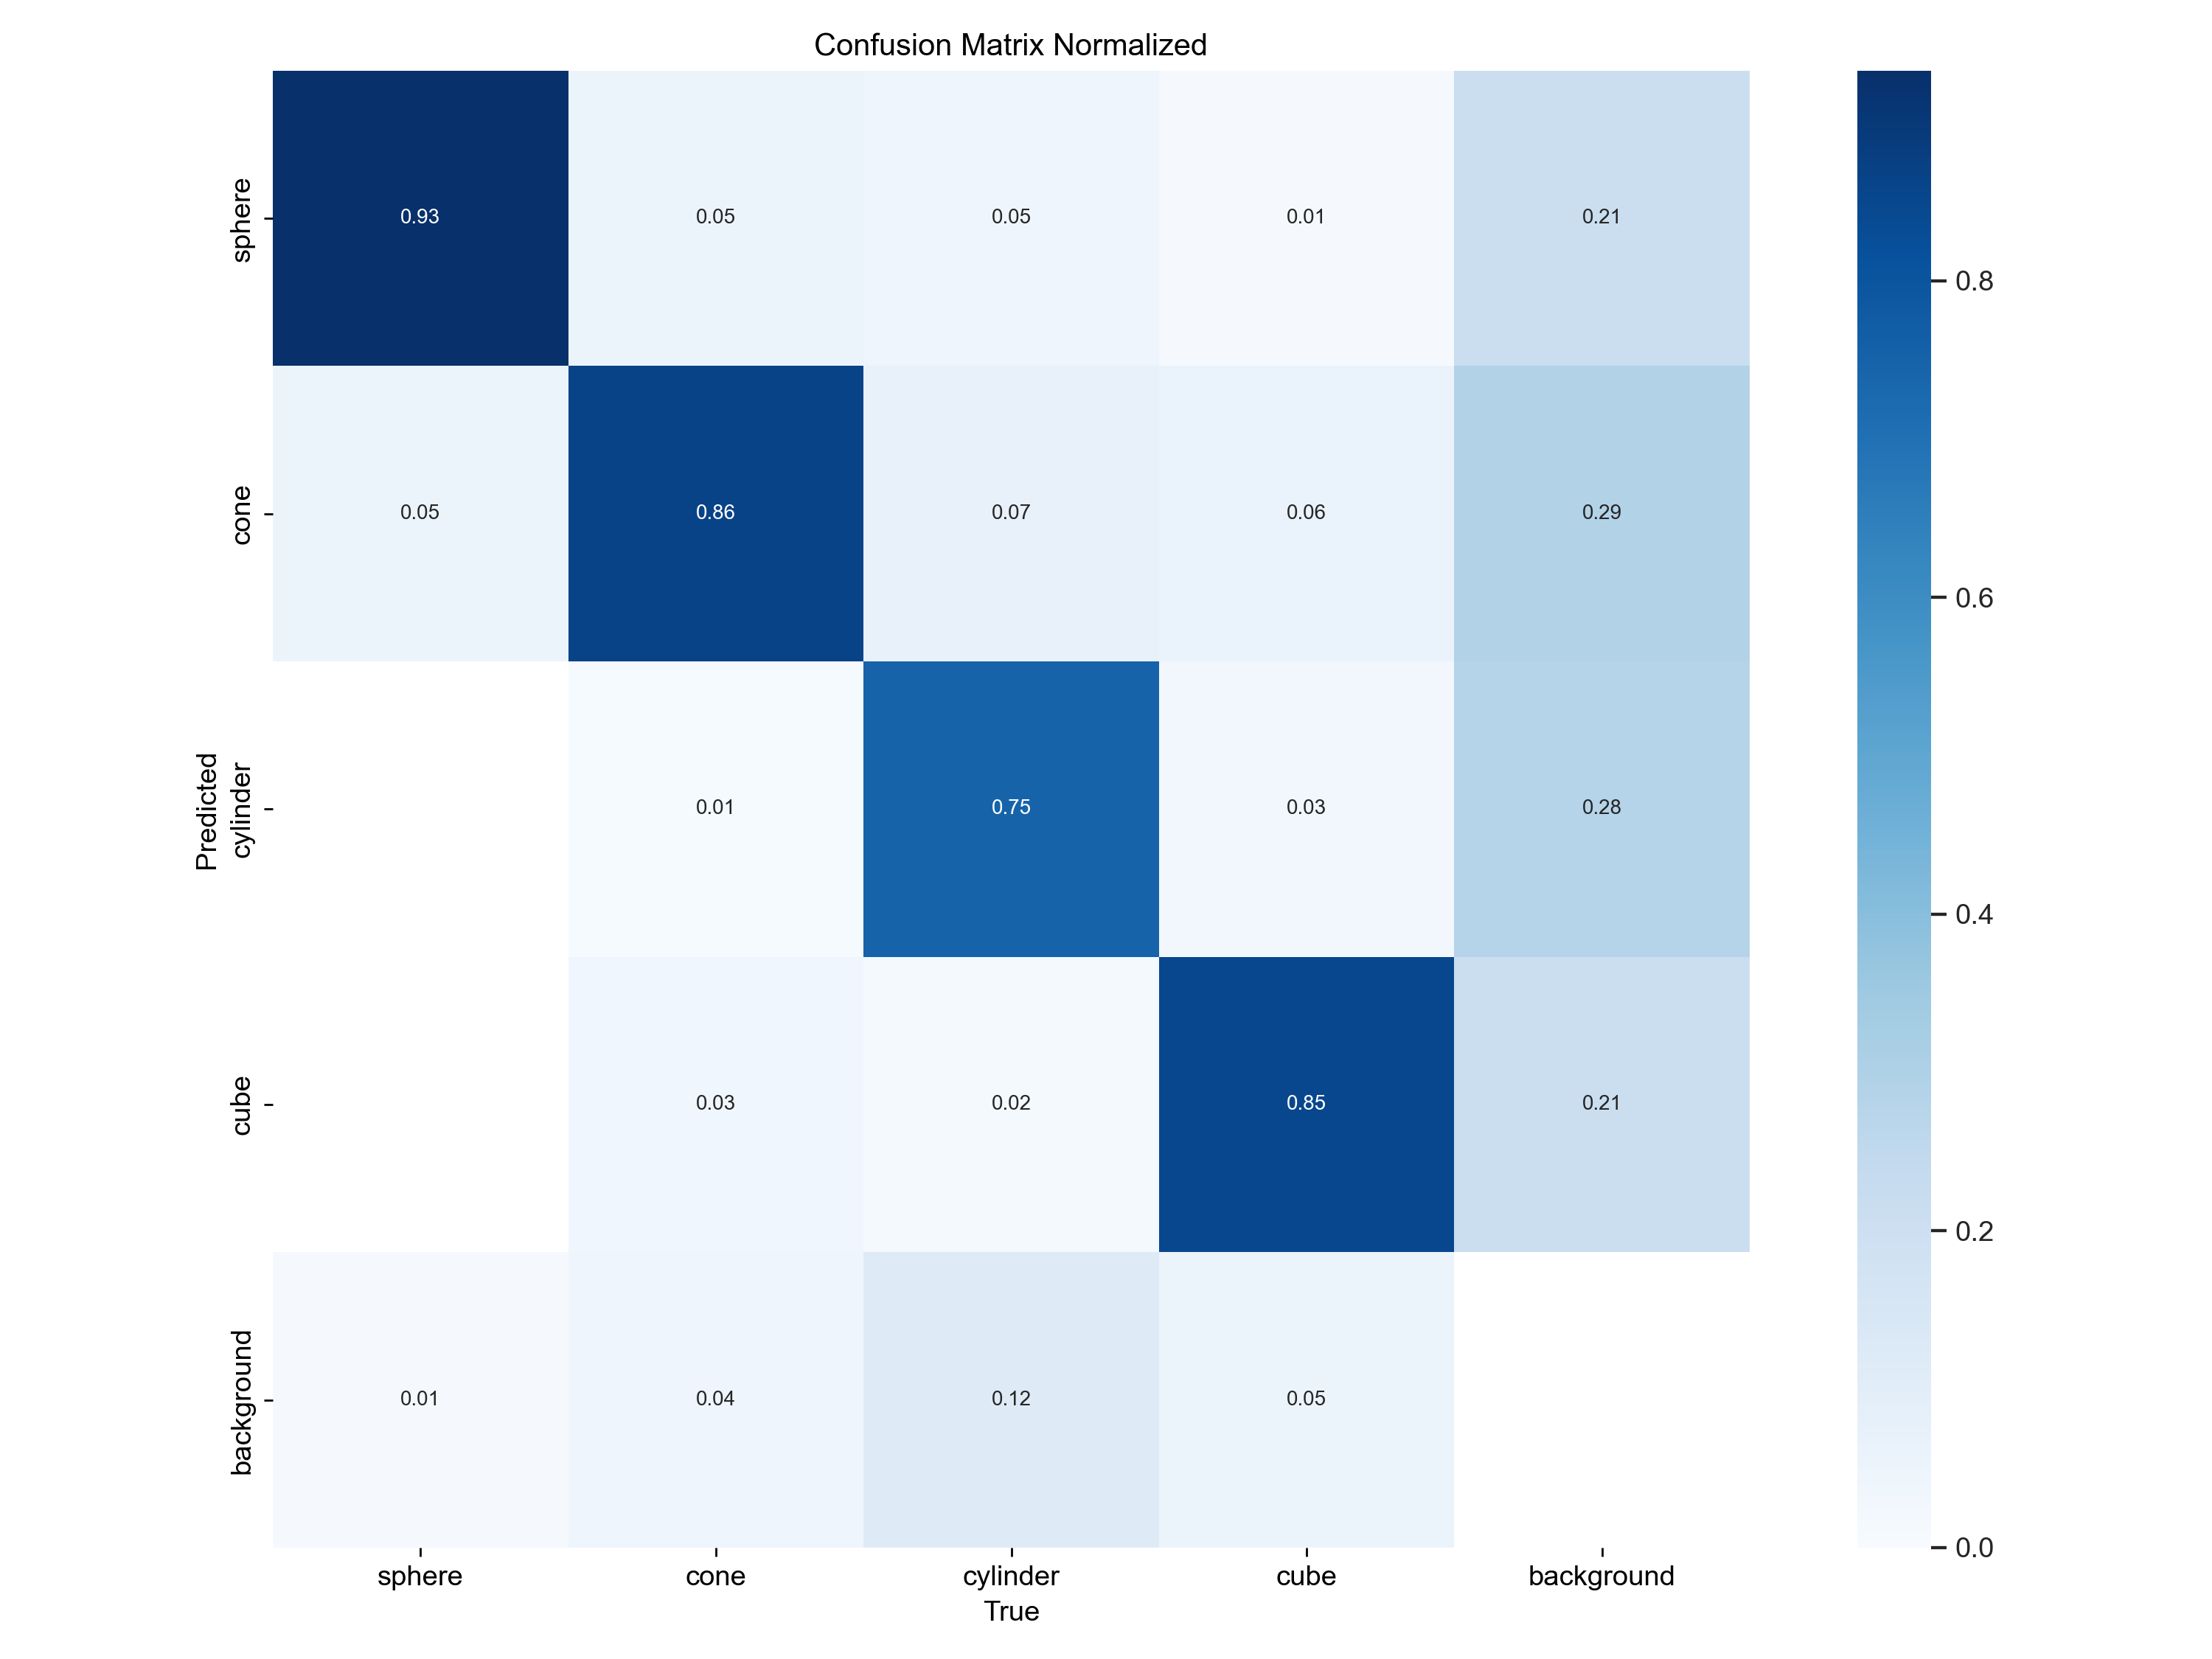 Confusion Matrix Normalized
sphere
0.93
0.05
0.05
0.01
0.21
cone
0.05
0.86
0.07
0.06
0.29
Predicted
cylinder
0.01
0.75
0.03
0.28
cube
0.03
0.02
0.85
0.21
background
0.01
0.04
0.12
0.05
sphere
cone
cylinder
cube
background
True
0.8
0.6
0.4
0.2
0.0